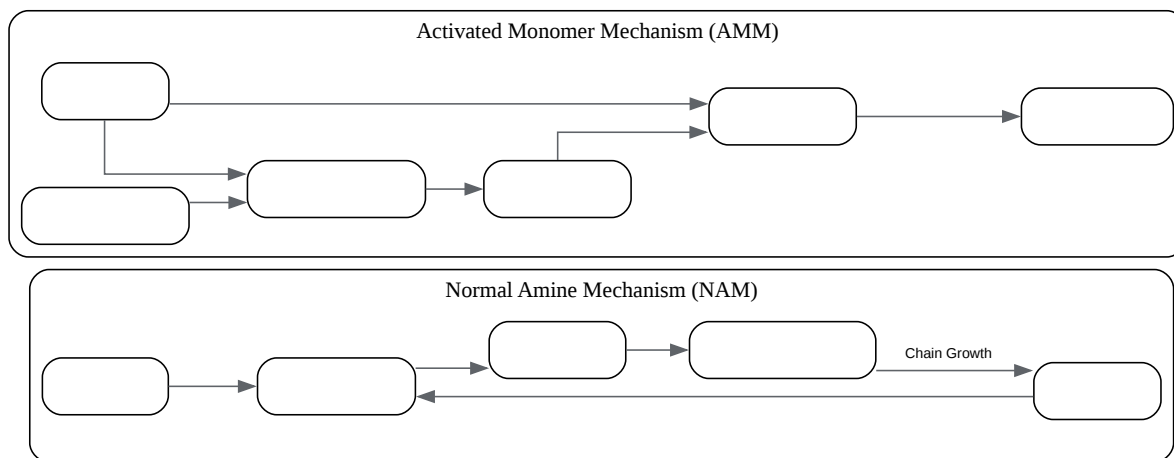 Activated Monomer Mechanism (AMM)
Normal Amine Mechanism (NAM)
Chain Growth